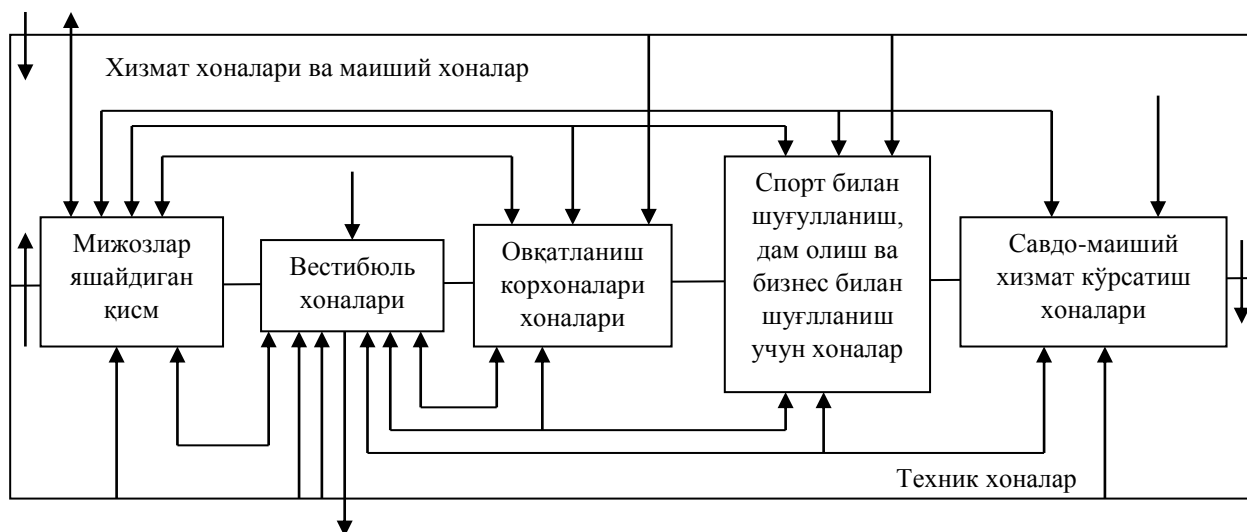 Хизмат хоналари ва маиший хоналар
Мижозлар
яшайдиган
қисм
Вестибюль
хоналари
Овқатланиш
корхоналари
хоналари
Спорт билан
шуғулланиш,
дам олиш ва
бизнес билан
шуғлланиш
учун хоналар
Савдо-маиший
хизмат кўрсатиш
хоналари
Техник хоналар